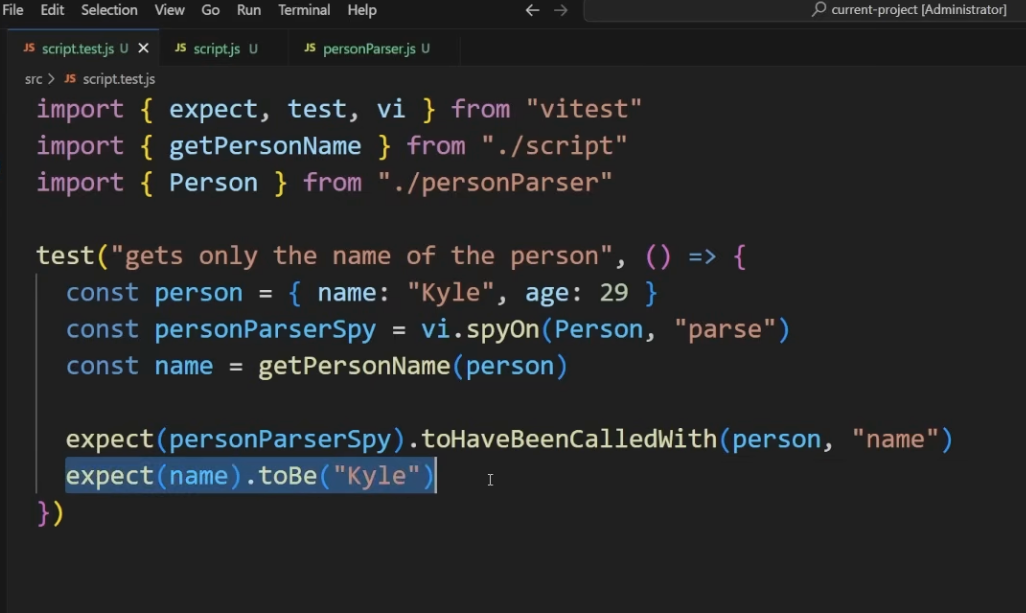 File Edit Selection View Go Run Terminal Help current-project [Administrator]
JS script.test.js U JS script.js U JS personParser.js U
src > JS script.test.js
import { expect, test, vi } from "vitest"
import { getPersonName } from "./script"
import { Person } from "./personParser"
test("gets only the name of the person", () => {
const person = { name: "Kyle", age: 29 }
const personParserSpy = vi.spyOn(Person, "parse")
const name = getPersonName(person)
expect(personParserSpy).toHaveBeenCalledWith(person, "name")
expect(name).toBe("Kyle")
})